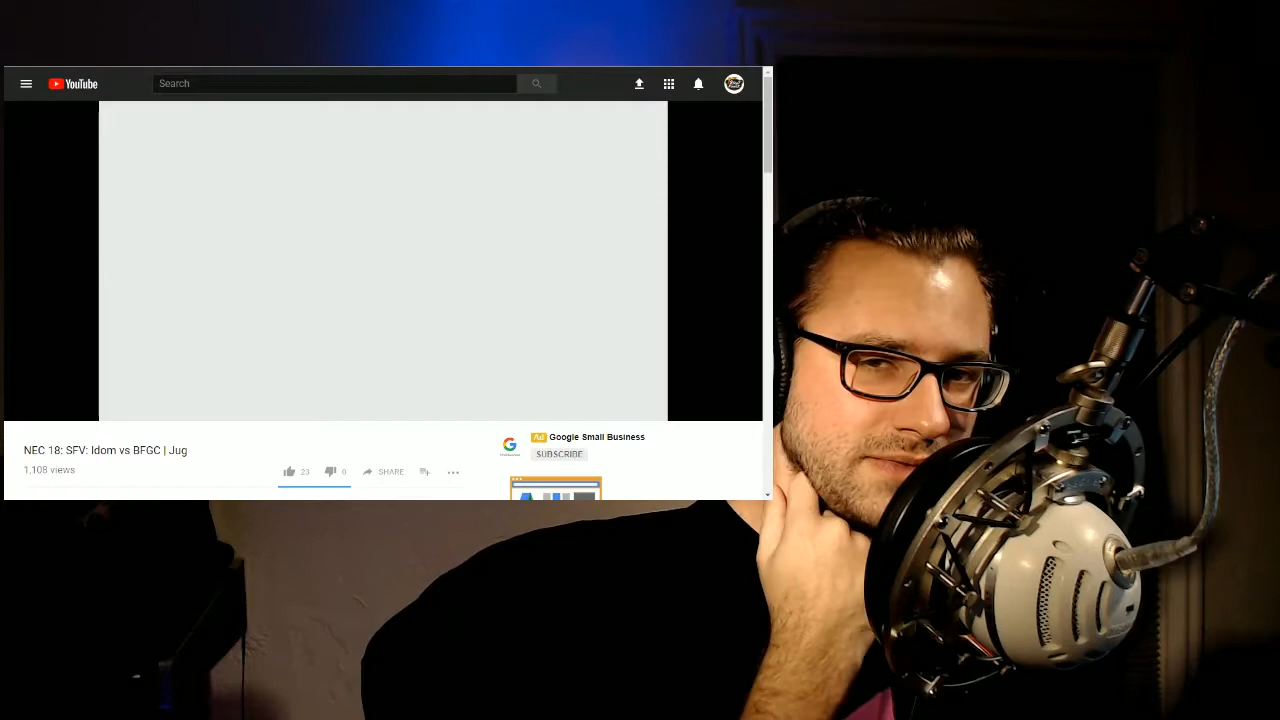 YouTube
Search
NEC 18: SFV: Idom vs BFGC | Jug
1,108 views
23
0
SHARE
Ad Google Small Business
SUBSCRIBE